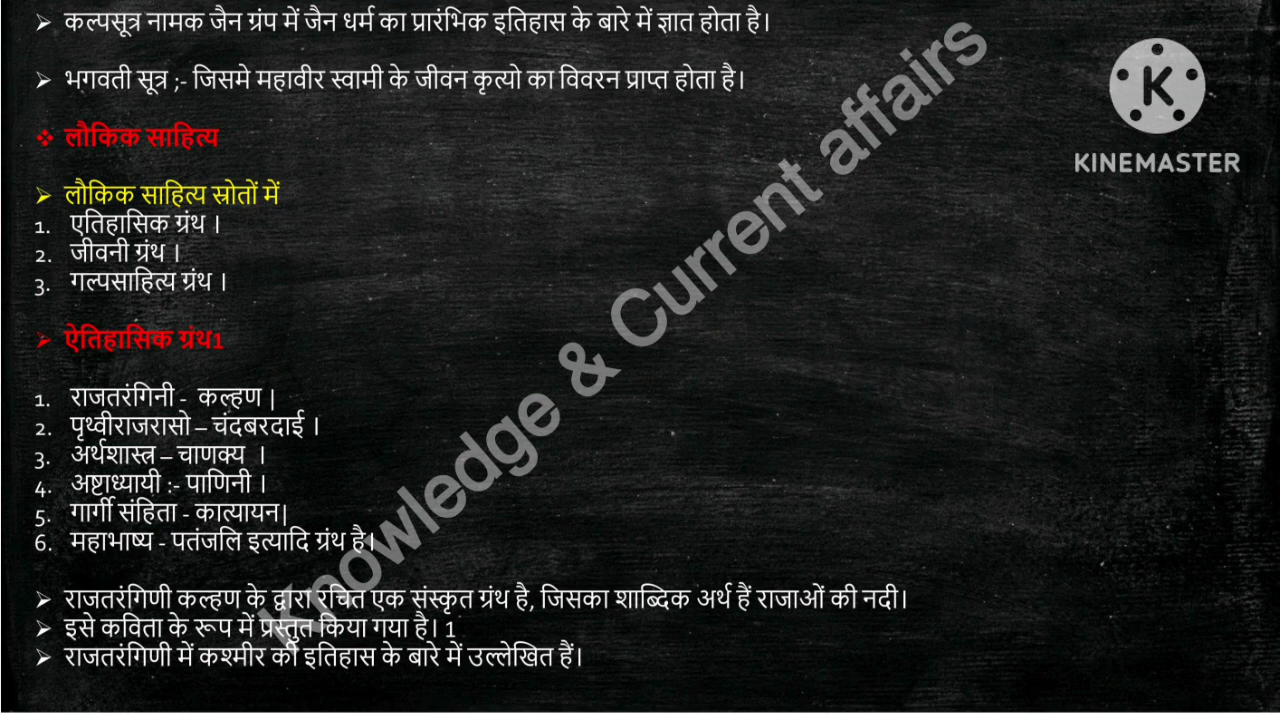 ➢ कल्पसूत्र नामक जैन ग्रंप में जैन धर्म का प्रारंभिक इतिहास के बारे में ज्ञात होता है।
➢ भगवती सूत्र ;- जिसमे महावीर स्वामी के जीवन कृत्यो का विवरन प्राप्त होता है।
❖ लौकिक साहित्य
➢ लौकिक साहित्य स्रोतों में
1. एतिहासिक ग्रंथ ।
2. जीवनी ग्रंथ ।
3. गल्पसाहित्य ग्रंथ ।
➢ ऐतिहासिक ग्रंथ1
1. राजतरंगिनी - कल्हण |
2. पृथ्वीराजरासो – चंदबरदाई ।
3. अर्थशास्त्र – चाणक्य ।
4. अष्टाध्यायी :- पाणिनी ।
5. गार्गी संहिता - कात्यायन|
6. महाभाष्य - पतंजलि इत्यादि ग्रंथ है।
➢ राजतरंगिणी कल्हण के द्वारा रचित एक संस्कृत ग्रंथ है, जिसका शाब्दिक अर्थ हैं राजाओं की नदी।
➢ इसे कविता के रूप में प्रस्तुत किया गया है। 1
➢ राजतरंगिणी में कश्मीर की इतिहास के बारे में उल्लेखित हैं।
Knowledge & Current affairs
K
KINEMASTER